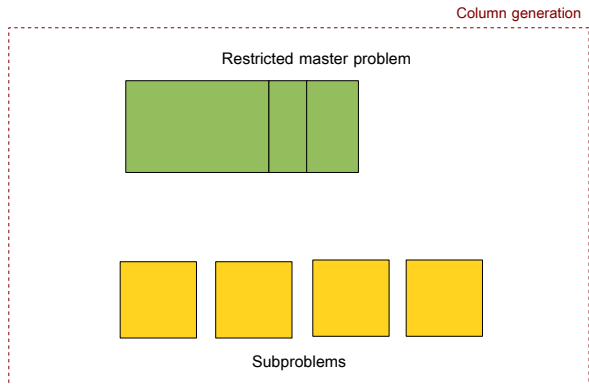 Column generation
Restricted master problem
Subproblems